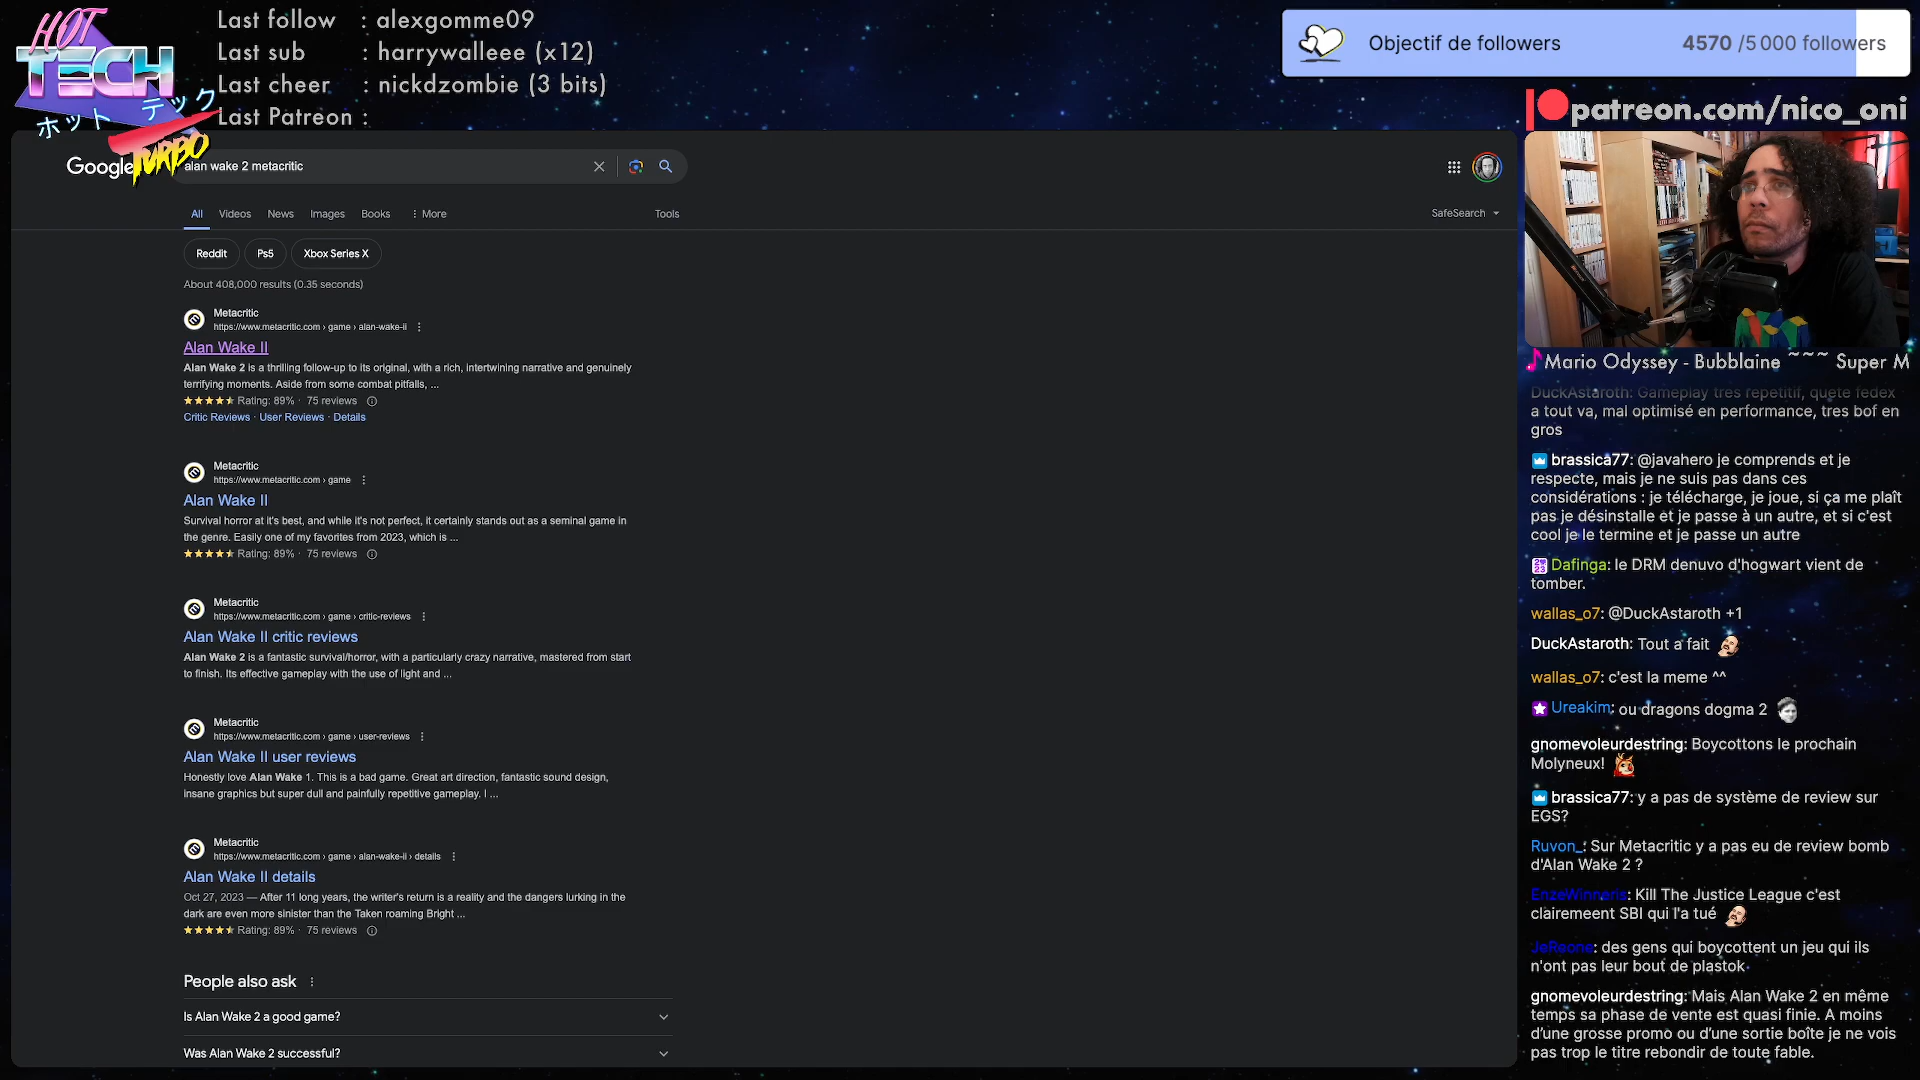 HOT
TECH
ホット テック
TURBO
Last follow : alexgomme09
Last sub : harrywalleee (x12)
Last cheer : nickdzombie (3 bits)
Last Patreon :
Objectif de followers 4570 /5 000 followers
patreon.com/nico_oni
Google alan wake 2 metacritic
All Videos News Images Books More Tools SafeSearch
Reddit Ps5 Xbox Series X
About 408,000 results (0.35 seconds)
Metacritic
https://www.metacritic.com › game › alan-wake-ii
Alan Wake II
Alan Wake 2 is a thrilling follow-up to its original, with a rich, intertwining narrative and genuinely
terrifying moments. Aside from some combat pitfalls, ...
Rating: 89% · 75 reviews
Critic Reviews · User Reviews · Details
Metacritic
https://www.metacritic.com › game
Alan Wake II
Survival horror at it's best, and while it's not perfect, it certainly stands out as a seminal game in
the genre. Easily one of my favorites from 2023, which is ...
Rating: 89% · 75 reviews
Metacritic
https://www.metacritic.com › game › critic-reviews
Alan Wake II critic reviews
Alan Wake 2 is a fantastic survival/horror, with a particularly crazy narrative, mastered from start
to finish. Its effective gameplay with the use of light and ...
Metacritic
https://www.metacritic.com › game › user-reviews
Alan Wake II user reviews
Honestly love Alan Wake 1. This is a bad game. Great art direction, fantastic sound design,
insane graphics but super dull and painfully repetitive gameplay. I ...
Metacritic
https://www.metacritic.com › game › alan-wake-ii › details
Alan Wake II details
Oct 27, 2023 — After 11 long years, the writer's return is a reality and the dangers lurking in the
dark are even more sinister than the Taken roaming Bright ...
Rating: 89% · 75 reviews
People also ask
Is Alan Wake 2 a good game?
Was Alan Wake 2 successful?
Mario Odyssey - Bubblaine ~~~ Super M
DuckAstaroth: Gameplay tres repetitif, quete fedex
a tout va, mal optimisé en performance, tres bof en
gros
brassica77: @javahero je comprends et je
respecte, mais je ne suis pas dans ces
considérations : je télécharge, je joue, si ça me plaît
pas je désinstalle et je passe à un autre, et si c'est
cool je le termine et je passe un autre
Dafinga: le DRM denuvo d'hogwart vient de
tomber.
wallas_o7: @DuckAstaroth +1
DuckAstaroth: Tout a fait
wallas_o7: c'est la meme ^^
Ureakim: ou dragons dogma 2
gnomevoleurdestring: Boycottons le prochain
Molyneux!
brassica77: y a pas de système de review sur
EGS?
Ruvon_: Sur Metacritic y a pas eu de review bomb
d'Alan Wake 2 ?
EnzeWinneris: Kill The Justice League c'est
clairemeent SBI qui l'a tué
JeReone: des gens qui boycottent un jeu qui ils
n'ont pas leur bout de plastok
gnomevoleurdestring: Mais Alan Wake 2 en même
temps sa phase de vente est quasi finie. A moins
d'une grosse promo ou d'une sortie boîte je ne vois
pas trop le titre rebondir de toute fable.